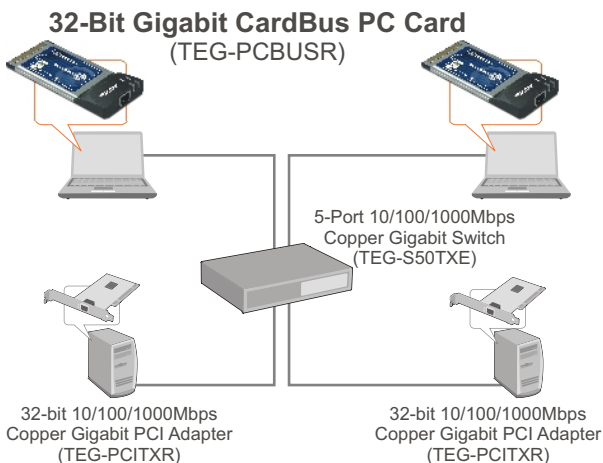 32-Bit Gigabit CardBus PC Card
(TEG-PCBUSR)
5-Port 10/100/1000Mbps
Copper Gigabit Switch
(TEG-S50TXE)
32-bit 10/100/1000Mbps
Copper Gigabit PCI Adapter
(TEG-PCITXR)
32-bit 10/100/1000Mbps
Copper Gigabit PCI Adapter
(TEG-PCITXR)